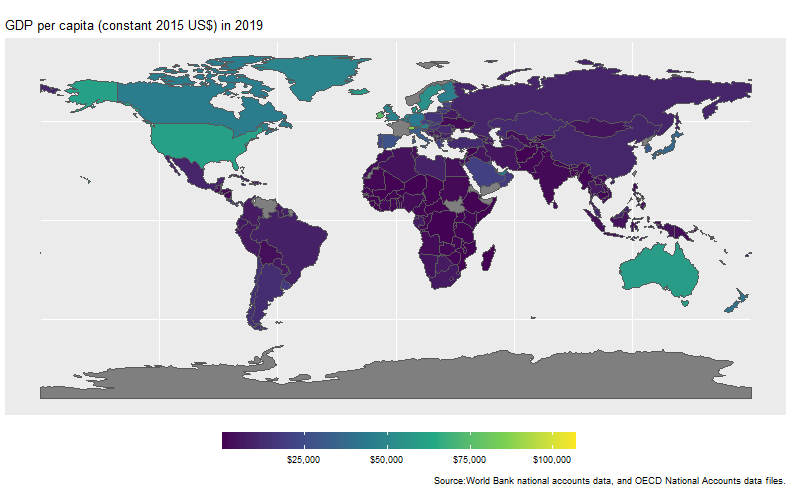 GDP per capita (constant 2015 US$) in 2019
$25,000 $50,000 $75,000 $100,000
Source:World Bank national accounts data, and OECD National Accounts data files.